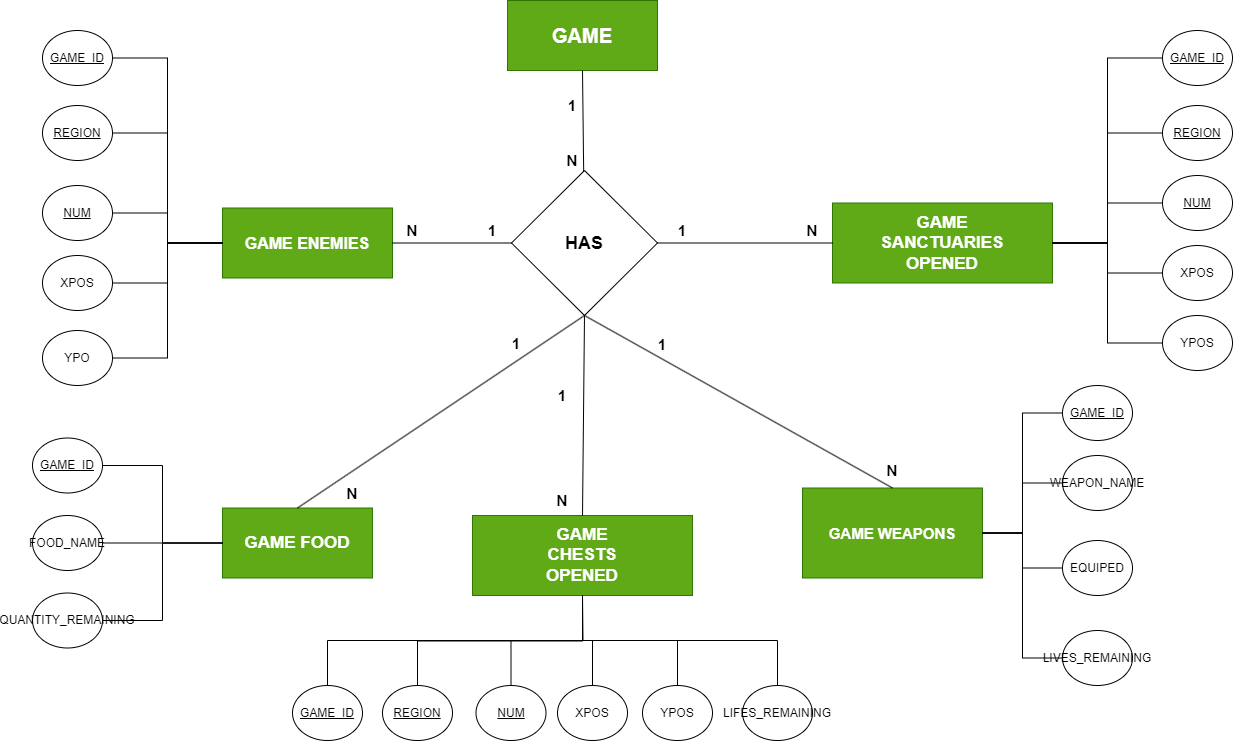 GAME
1
N
HAS
GAME_ID
REGION
NUM
XPOS
YPO
GAME ENEMIES
N
1
1
N
GAME
SANCTUARIES
OPENED
GAME_ID
REGION
NUM
XPOS
YPOS
1
N
GAME FOOD
GAME_ID
FOOD_NAME
QUANTITY_REMAINING
1
N
GAME
CHESTS
OPENED
GAME_ID
REGION
NUM
XPOS
YPOS
LIFES_REMAINING
1
N
GAME WEAPONS
GAME_ID
WEAPON_NAME
EQUIPED
LIVES_REMAINING